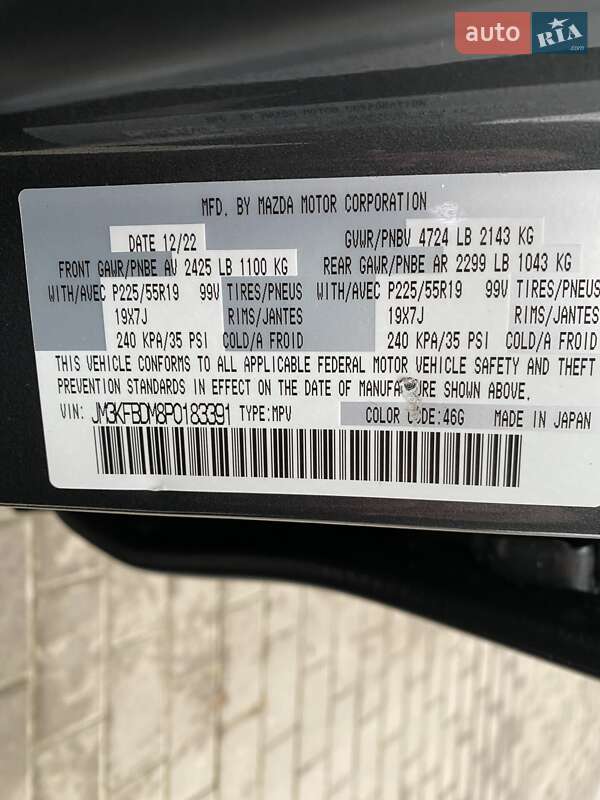 auto RIA .com
MFD. BY MAZDA MOTOR CORPORATION
DATE 12/22 GVWR/PNBV 4724 LB 2143 KG
FRONT GAWR/PNBE AV 2425 LB 1100 KG REAR GAWR/PNBE AR 2299 LB 1043 KG
WITH/AVEC P225/55R19 99V TIRES/PNEUS WITH/AVEC P225/55R19 99V TIRES/PNEUS
19X7J RIMS/JANTES 19X7J RIMS/JANTES
240 KPA/35 PSI COLD/A FROID 240 KPA/35 PSI COLD/A FROID
THIS VEHICLE CONFORMS TO ALL APPLICABLE FEDERAL MOTOR VEHICLE SAFETY AND THEFT
PREVENTION STANDARDS IN EFFECT ON THE DATE OF MANUFACTURE SHOWN ABOVE.
VIN: JM3KFBDM8P0183391 TYPE:MPV COLOR CODE:46G MADE IN JAPAN